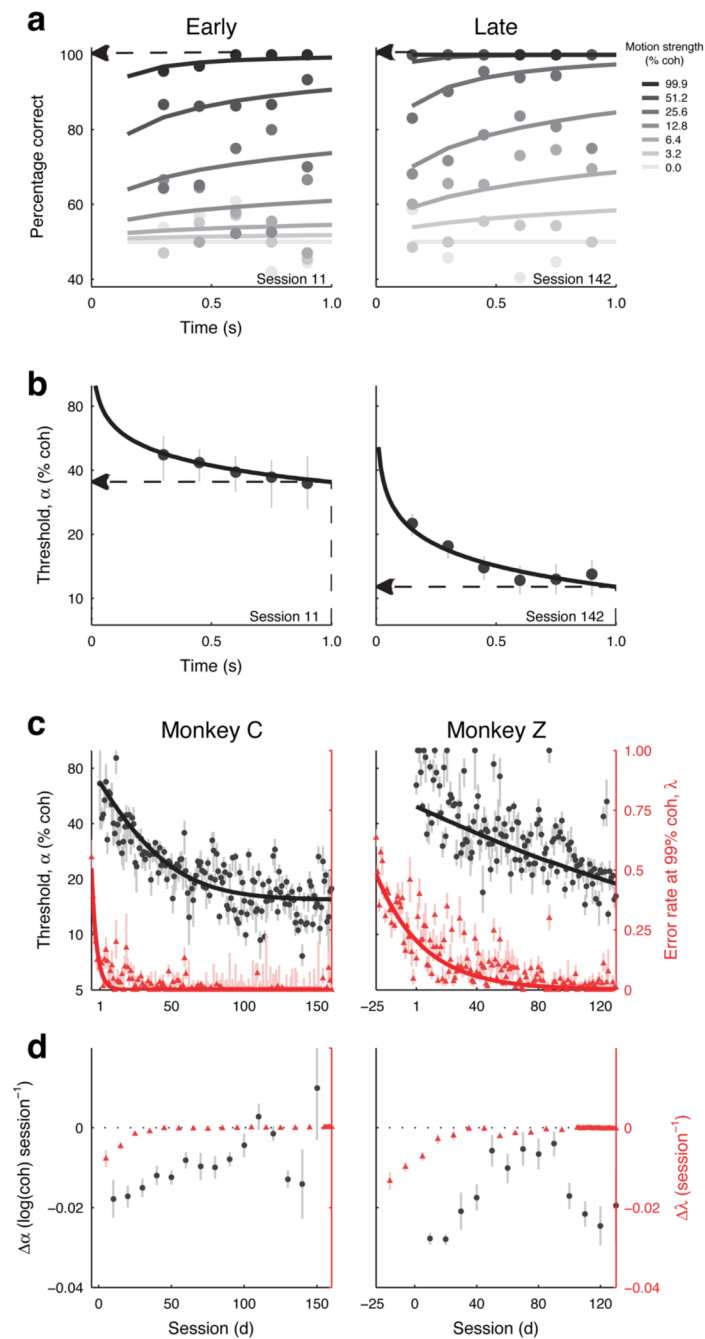 a
Early
Late
Motion strength
(% coh)
99.9
51.2
25.6
12.8
6.4
3.2
0.0
Percentage correct
100
80
60
40
Session 11
Session 142
0
0.5
1.0
0
0.5
1.0
Time (s)
Time (s)
b
Threshold, α (% coh)
80
40
20
10
Session 11
Session 142
0
0.5
1.0
0
0.5
1.0
Time (s)
Time (s)
c
Monkey C
Monkey Z
Threshold, α (% coh)
80
40
20
10
5
1.00
0.75
0.5
0.25
0
Error rate at 99% coh, λ
1
50
100
150
−25
1
40
80
120
d
Δα (log(coh) session⁻¹)
0
−0.02
−0.04
0
−0.02
−0.04
Δλ (session⁻¹)
0
50
100
150
−25
0
40
80
120
Session (d)
Session (d)